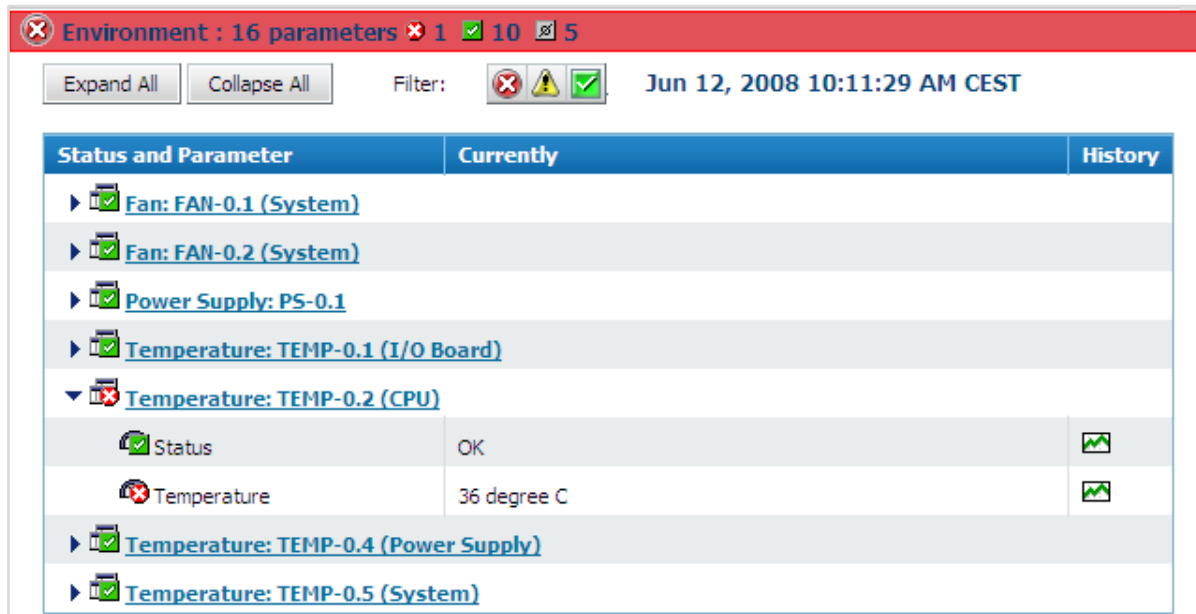 Environment : 16 parameters 1 10 5
Expand All Collapse All Filter: Jun 12, 2008 10:11:29 AM CEST
Status and Parameter Currently History
Fan: FAN-0.1 (System)
Fan: FAN-0.2 (System)
Power Supply: PS-0.1
Temperature: TEMP-0.1 (I/O Board)
Temperature: TEMP-0.2 (CPU)
Status OK
Temperature 36 degree C
Temperature: TEMP-0.4 (Power Supply)
Temperature: TEMP-0.5 (System)